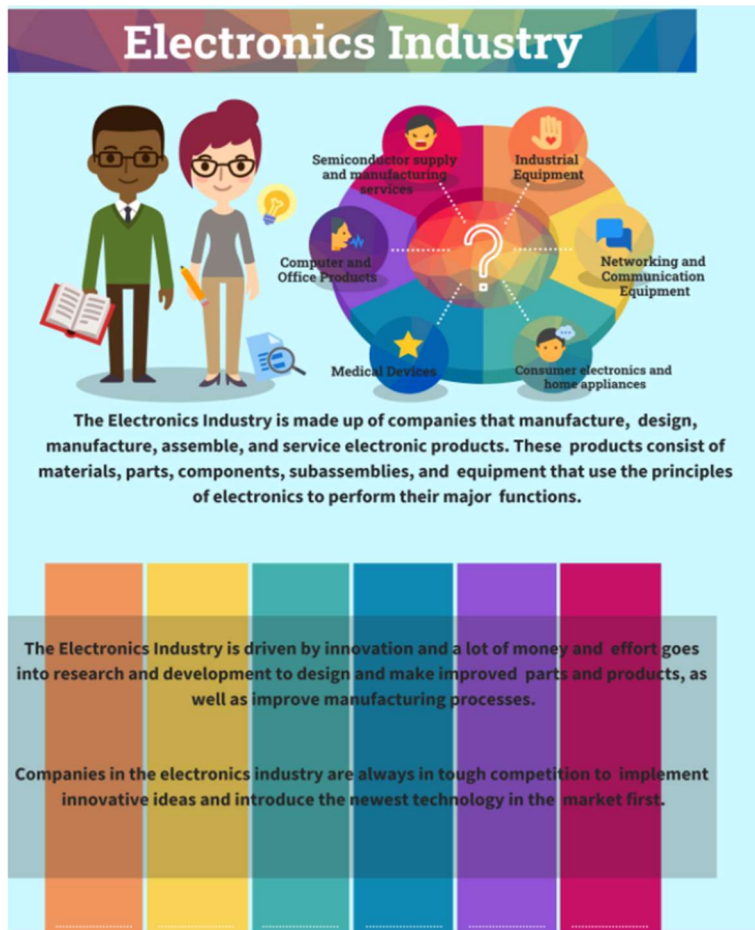 Electronics Industry
Semiconductor supply
and manufacturing
services
Industrial
Equipment
Computer and
Office Products
Networking and
Communication
Equipment
Medical Devices
Consumer electronics and
home appliances
The Electronics Industry is made up of companies that manufacture, design,
manufacture, assemble, and service electronic products. These products consist of
materials, parts, components, subassemblies, and equipment that use the principles
of electronics to perform their major functions.
The Electronics Industry is driven by innovation and a lot of money and effort goes
into research and development to design and make improved parts and products, as
well as improve manufacturing processes.
Companies in the electronics industry are always in tough competition to implement
innovative ideas and introduce the newest technology in the market first.